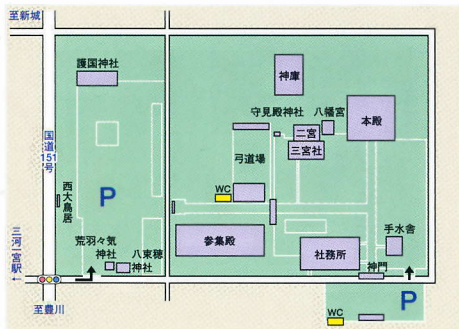 至新城
護国神社
神庫
守見殿神社
八幡宮
本殿
二宮
三宮社
弓道場
国道151号
西大鳥居
P
WC
三河一宮駅
←
荒羽々気
神社
八束穂
神社
参集殿
社務所
手水舎
神門
至豊川
P
WC